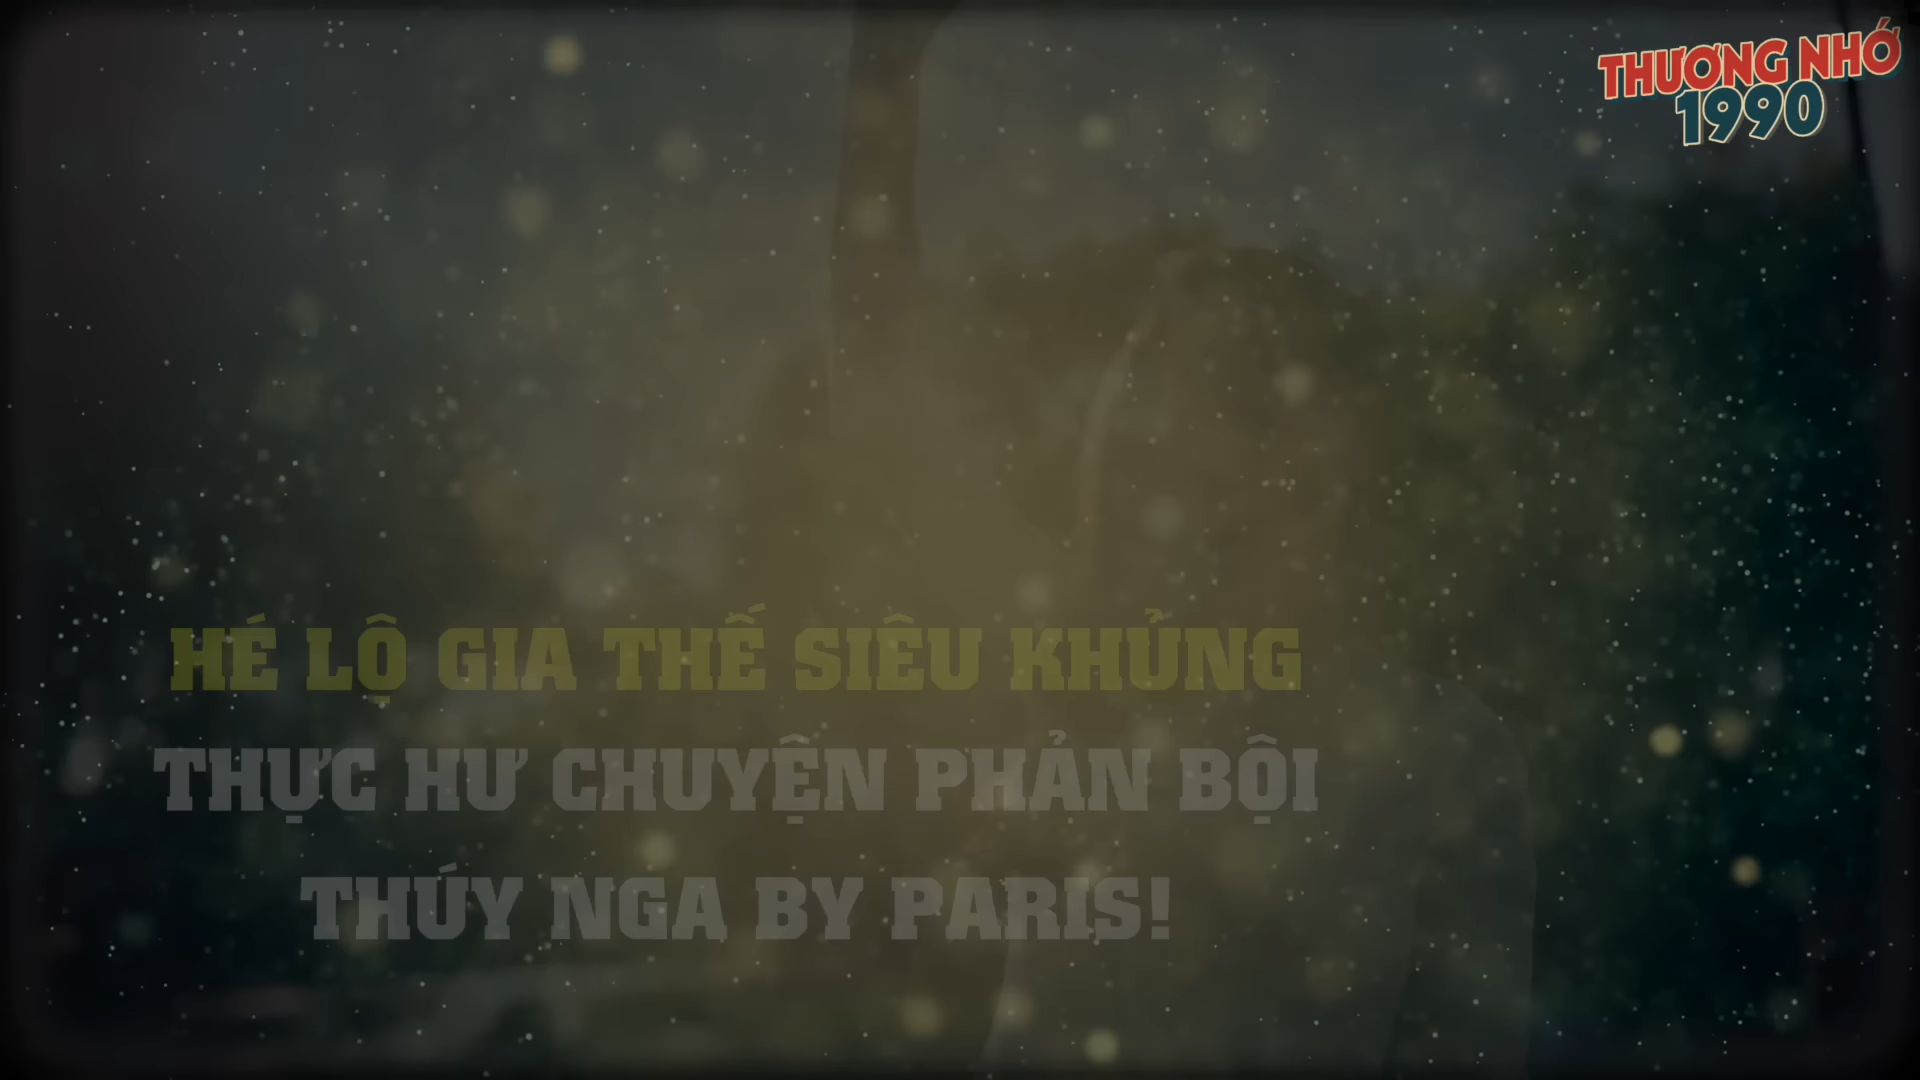 THƯƠNG NHỚ
1990
HÉ LỘ GIA THẾ SIÊU KHỦNG
THỰC HƯ CHUYỆN PHẢN BỘI
THÚY NGA BY PARIS!